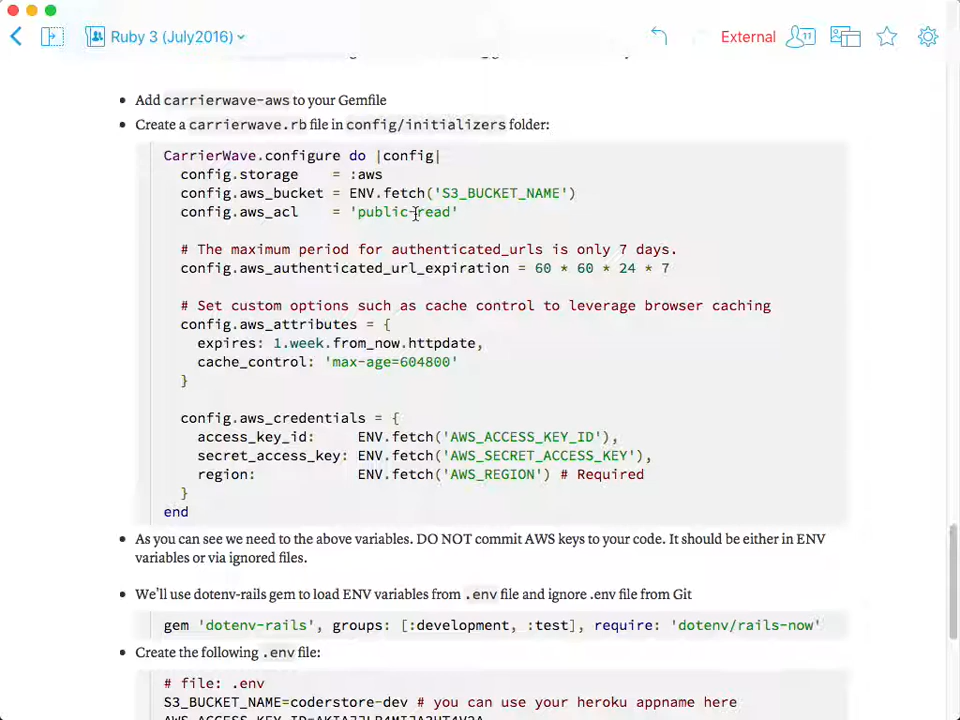 Ruby 3 (July2016)
External
11
Add carrierwave-aws to your Gemfile
Create a carrierwave.rb file in config/initializers folder:
CarrierWave.configure do |config|
config.storage = :aws
config.aws_bucket = ENV.fetch('S3_BUCKET_NAME')
config.aws_acl = 'public-read'
# The maximum period for authenticated_urls is only 7 days.
config.aws_authenticated_url_expiration = 60 * 60 * 24 * 7
# Set custom options such as cache control to leverage browser caching
config.aws_attributes = {
expires: 1.week.from_now.httpdate,
cache_control: 'max-age=604800'
}
config.aws_credentials = {
access_key_id: ENV.fetch('AWS_ACCESS_KEY_ID'),
secret_access_key: ENV.fetch('AWS_SECRET_ACCESS_KEY'),
region: ENV.fetch('AWS_REGION') # Required
}
end
As you can see we need to the above variables. DO NOT commit AWS keys to your code. It should be either in ENV
variables or via ignored files.
We'll use dotenv-rails gem to load ENV variables from .env file and ignore .env file from Git
gem 'dotenv-rails', groups: [:development, :test], require: 'dotenv/rails-now'
Create the following .env file:
# file: .env
S3_BUCKET_NAME=coderstore-dev # you can use your heroku appname here